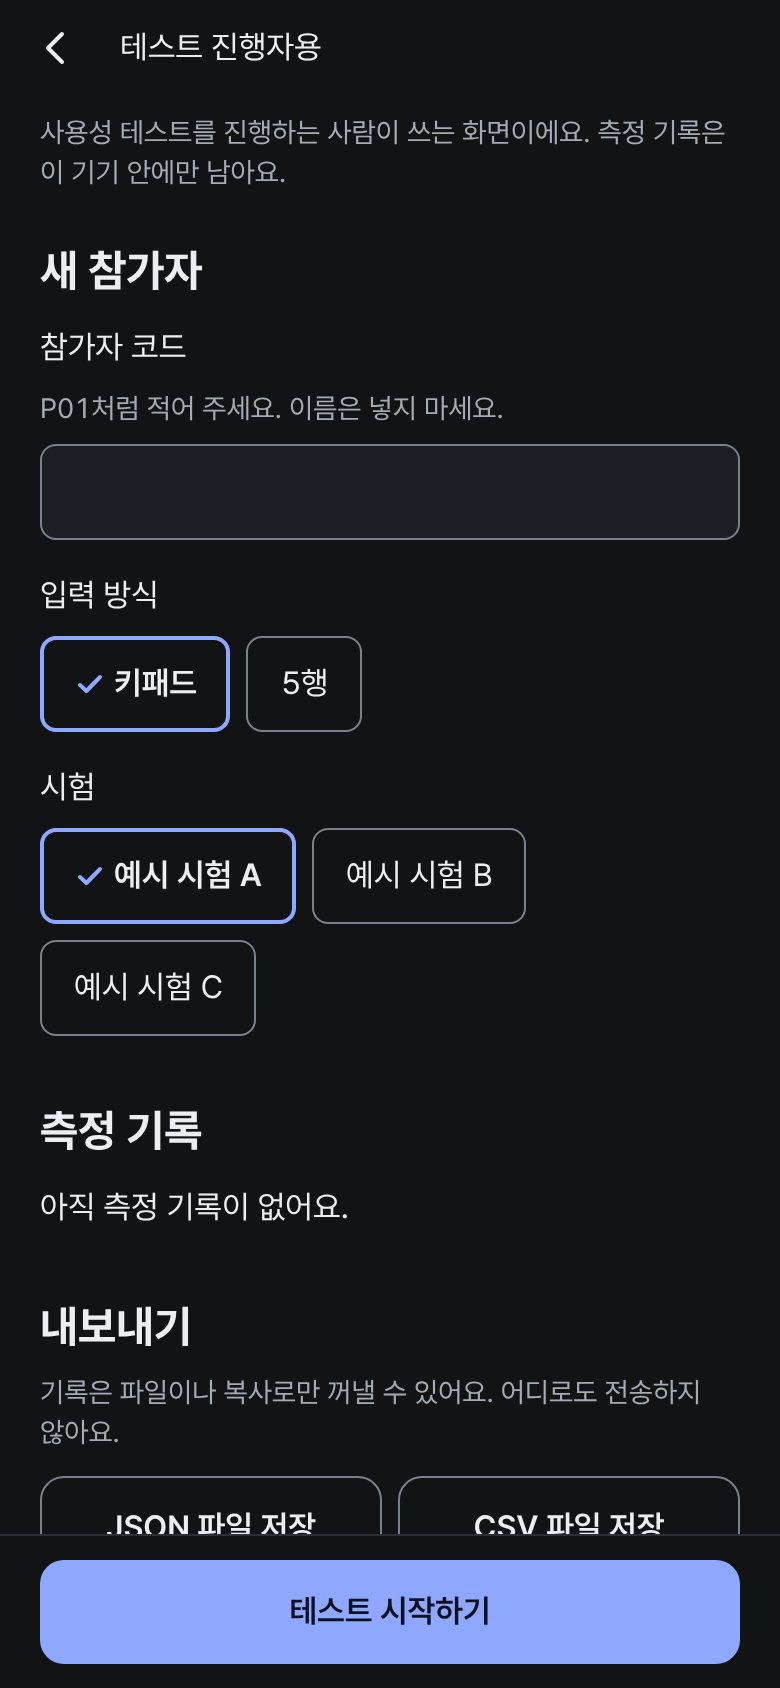 테스트 진행자용
사용성 테스트를 진행하는 사람이 쓰는 화면이에요. 측정 기록은
이 기기 안에만 남아요.
새 참가자
참가자 코드
P01처럼 적어 주세요. 이름은 넣지 마세요.
입력 방식
키패드 5행
시험
예시 시험 A 예시 시험 B
예시 시험 C
측정 기록
아직 측정 기록이 없어요.
내보내기
기록은 파일이나 복사로만 꺼낼 수 있어요. 어디로도 전송하지
않아요.
JSON 파일 저장 CSV 파일 저장
테스트 시작하기